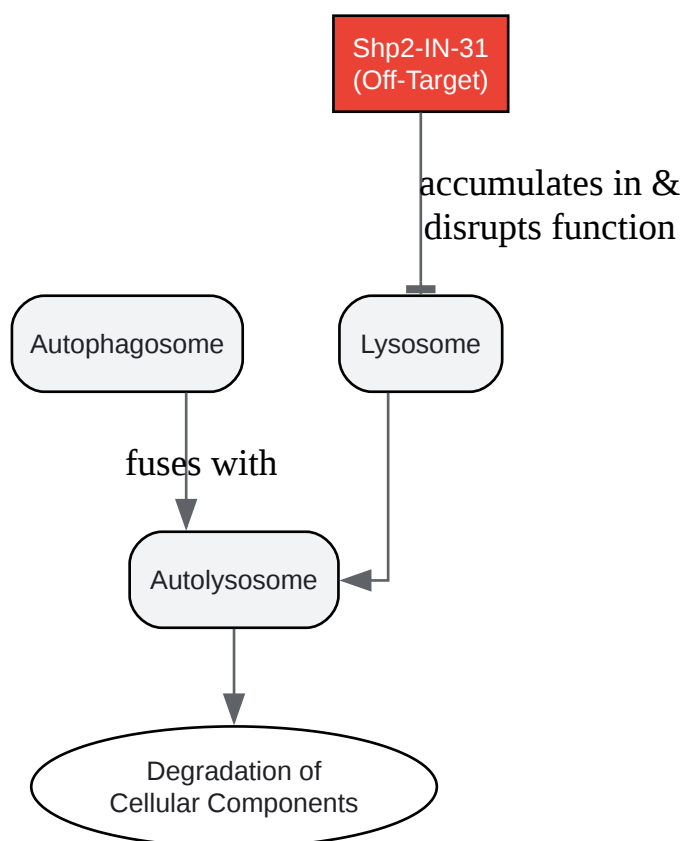 Shp2-IN-31
(Off-Target)
accumulates in &
disrupts function
Autophagosome
Lysosome
fuses with
Autolysosome
Degradation of
Cellular Components